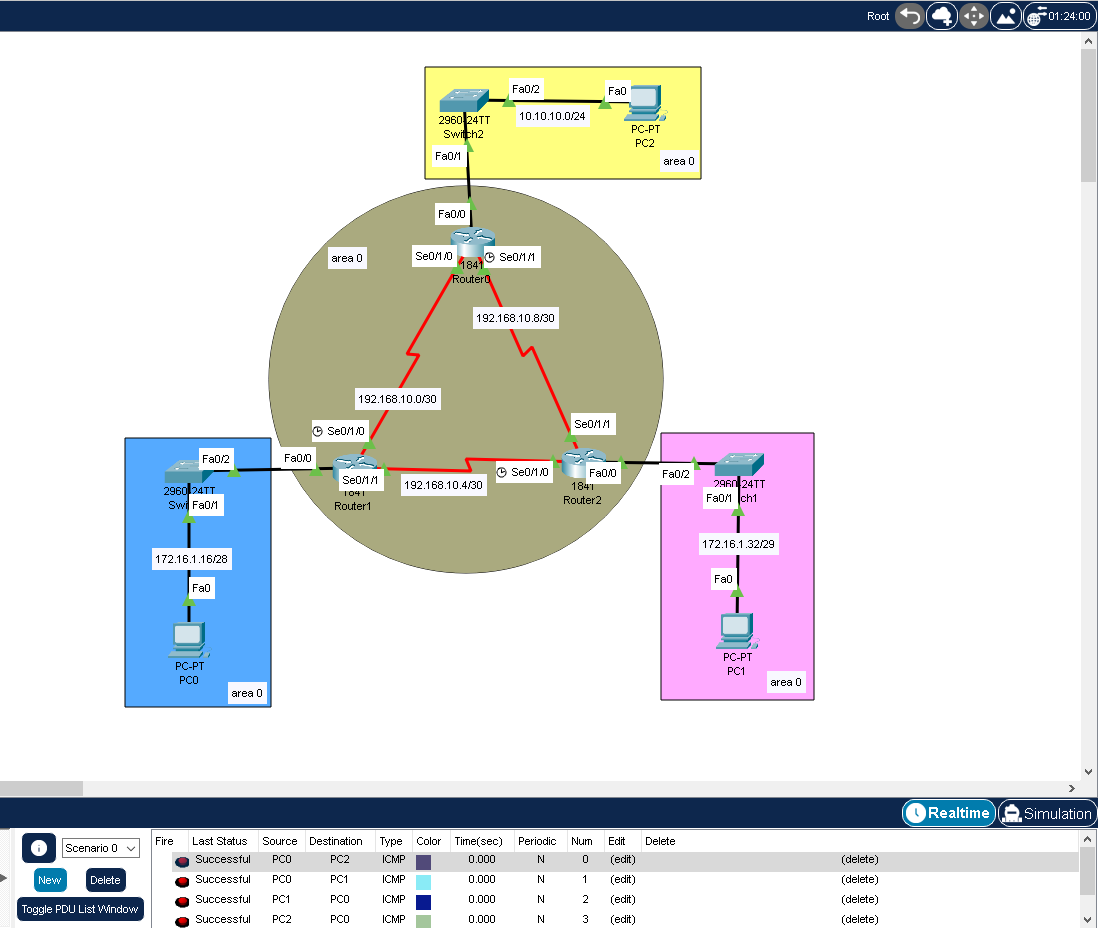 Root
01:24:00
Fa0/2
Fa0
10.10.10.0/24
2960-24TT
Switch2
PC-PT
PC2
Fa0/1
area 0
Fa0/0
area 0
Se0/1/0
Se0/1/1
1841
Router0
192.168.10.8/30
192.168.10.0/30
Se0/1/1
Se0/1/0
Fa0/2
Fa0/0
Se0/1/0
Fa0/0
Fa0/2
2960-24TT
Fa0/1
Se0/1/1
192.168.10.4/30
1841
Router1
1841
Router2
2960-24TT
Fa0/1
172.16.1.16/28
172.16.1.32/29
Fa0
Fa0
PC-PT
PC0
area 0
PC-PT
PC1
area 0
Realtime
Simulation
Scenario 0
New
Delete
Toggle PDU List Window
Fire Last Status Source Destination Type Color Time(sec) Periodic Num Edit Delete
Successful PC0 PC2 ICMP 0.000 N 0 (edit) (delete)
Successful PC0 PC1 ICMP 0.000 N 1 (edit) (delete)
Successful PC1 PC0 ICMP 0.000 N 2 (edit) (delete)
Successful PC2 PC0 ICMP 0.000 N 3 (edit) (delete)